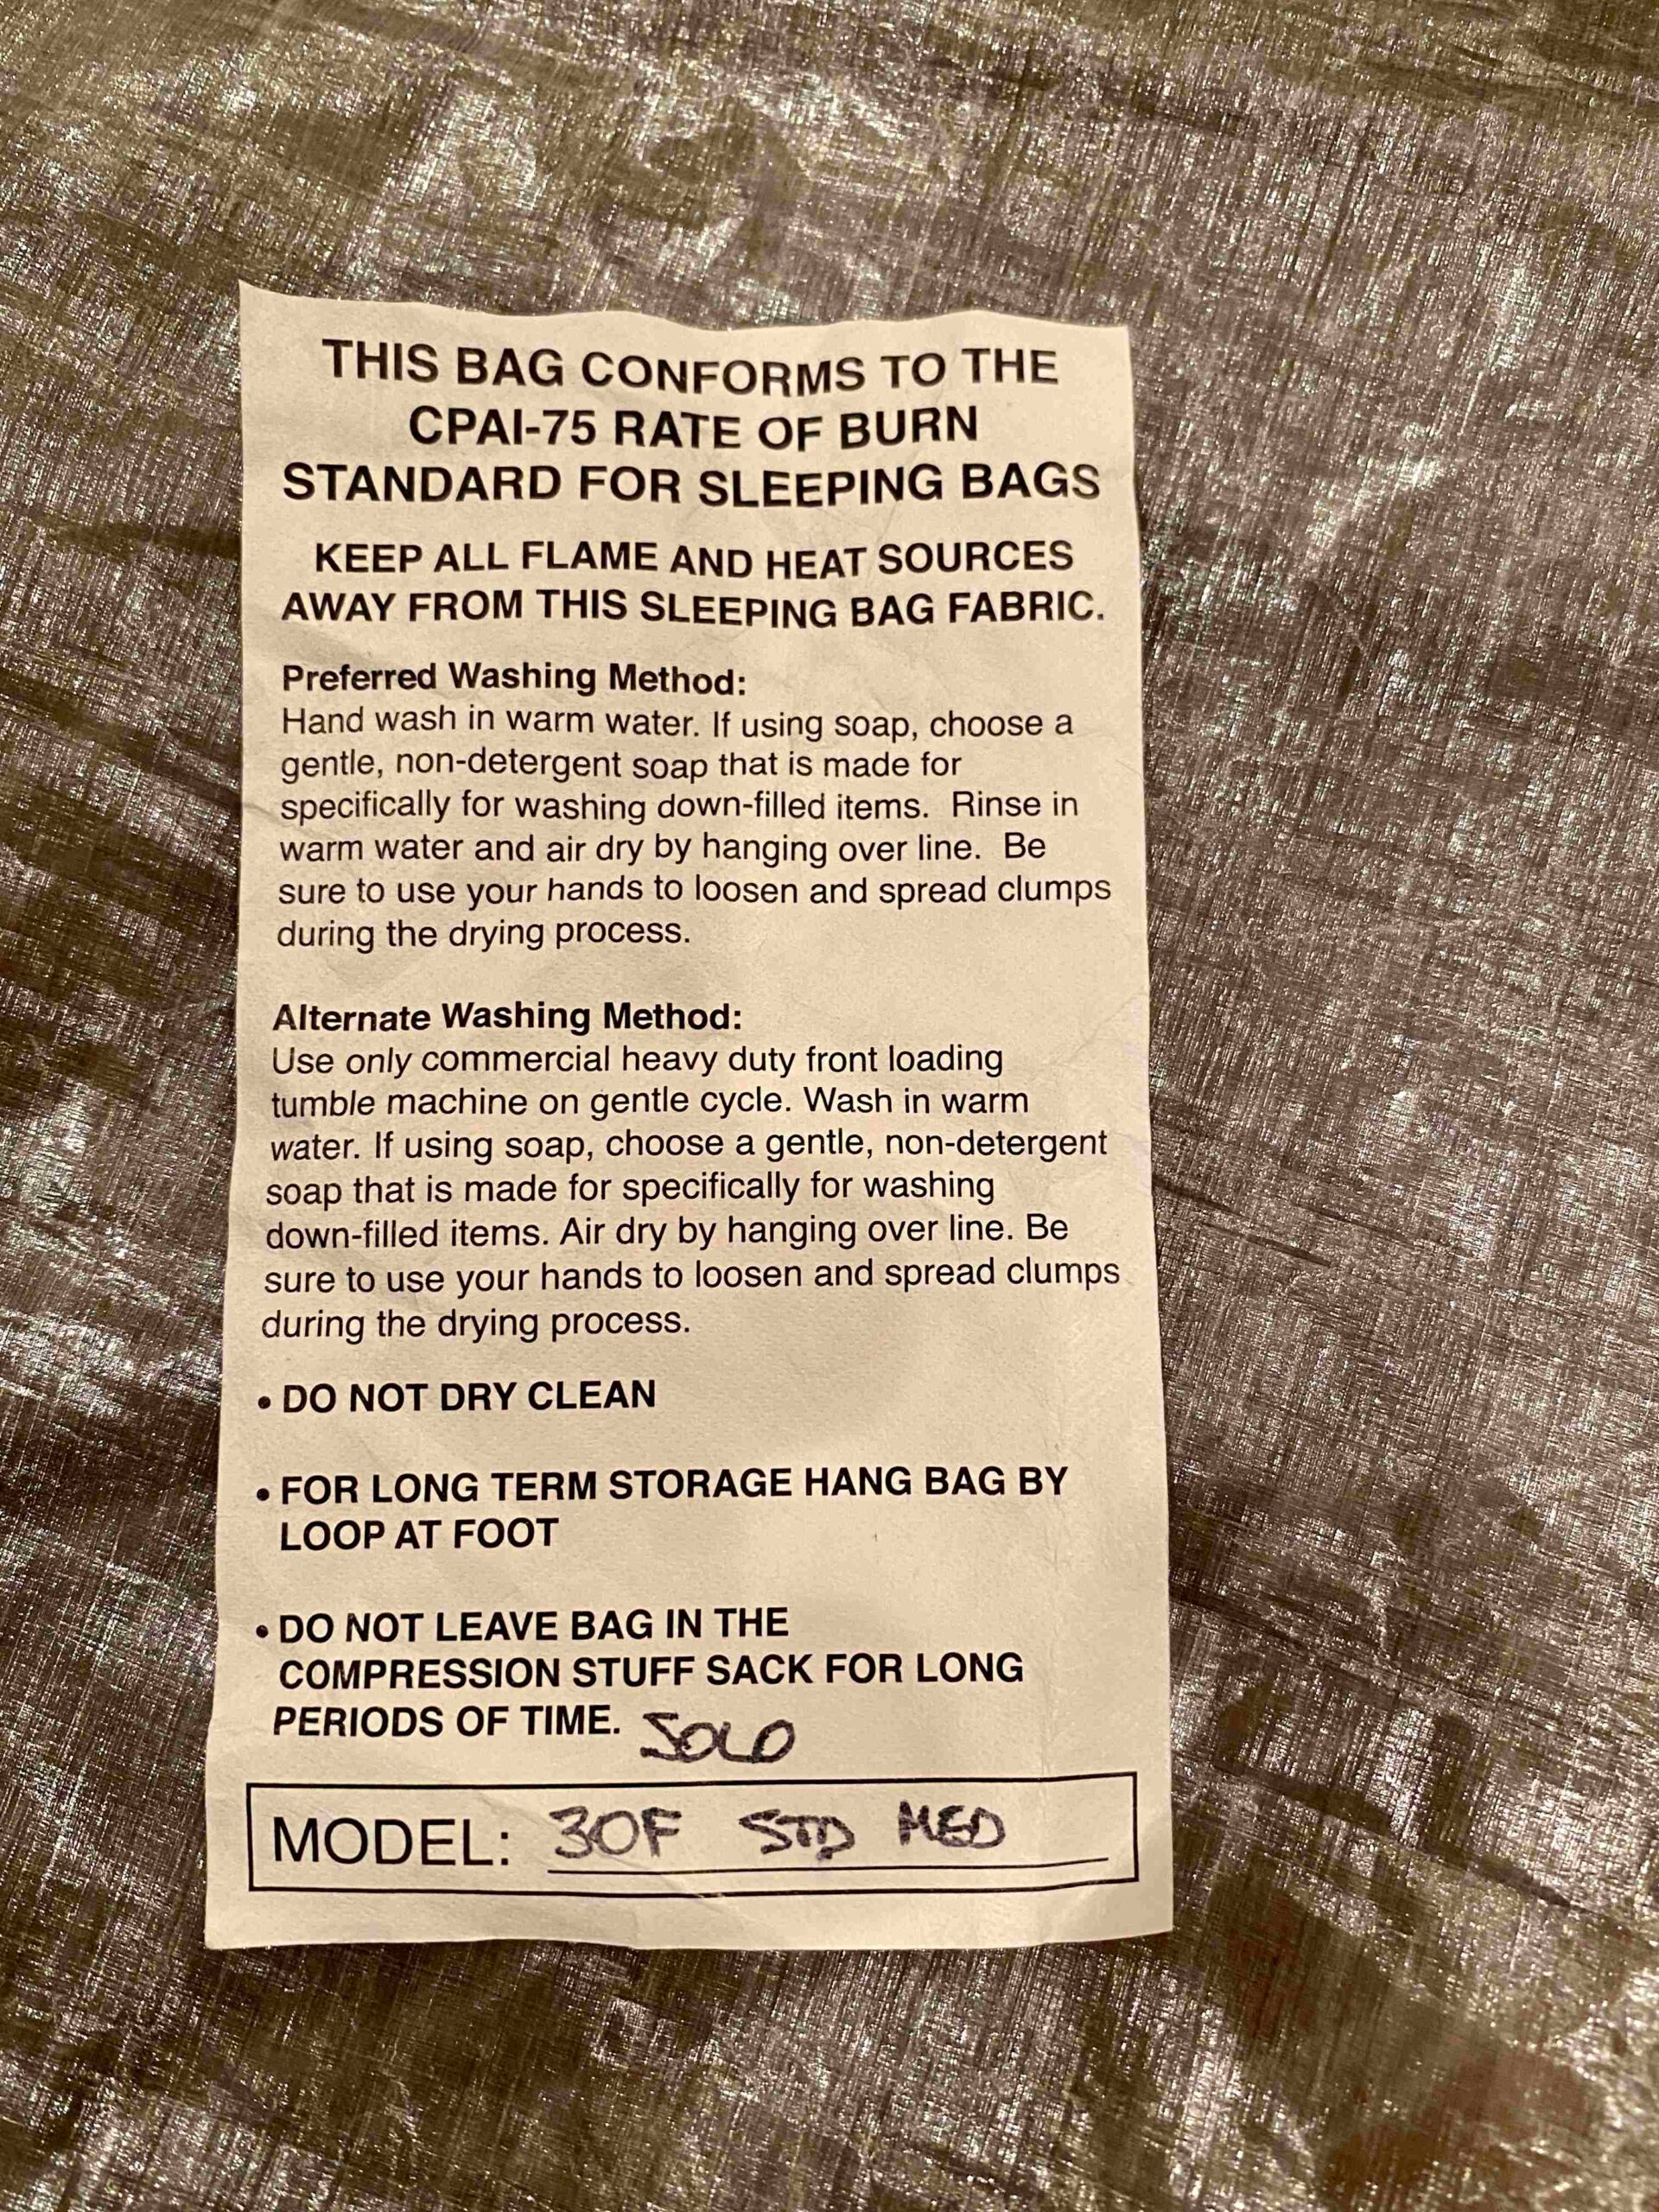 THIS BAG CONFORMS TO THE
CPAI-75 RATE OF BURN
STANDARD FOR SLEEPING BAGS
KEEP ALL FLAME AND HEAT SOURCES
AWAY FROM THIS SLEEPING BAG FABRIC.
Preferred Washing Method:
Hand wash in warm water. If using soap, choose a
gentle, non-detergent soap that is made for
specifically for washing down-filled items. Rinse in
warm water and air dry by hanging over line. Be
sure to use your hands to loosen and spread clumps
during the drying process.
Alternate Washing Method:
Use only commercial heavy duty front loading
tumble machine on gentle cycle. Wash in warm
water. If using soap, choose a gentle, non-detergent
soap that is made for specifically for washing
down-filled items. Air dry by hanging over line. Be
sure to use your hands to loosen and spread clumps
during the drying process.
• DO NOT DRY CLEAN
• FOR LONG TERM STORAGE HANG BAG BY
LOOP AT FOOT
• DO NOT LEAVE BAG IN THE
COMPRESSION STUFF SACK FOR LONG
PERIODS OF TIME. SOLO
MODEL: 30F STD MED